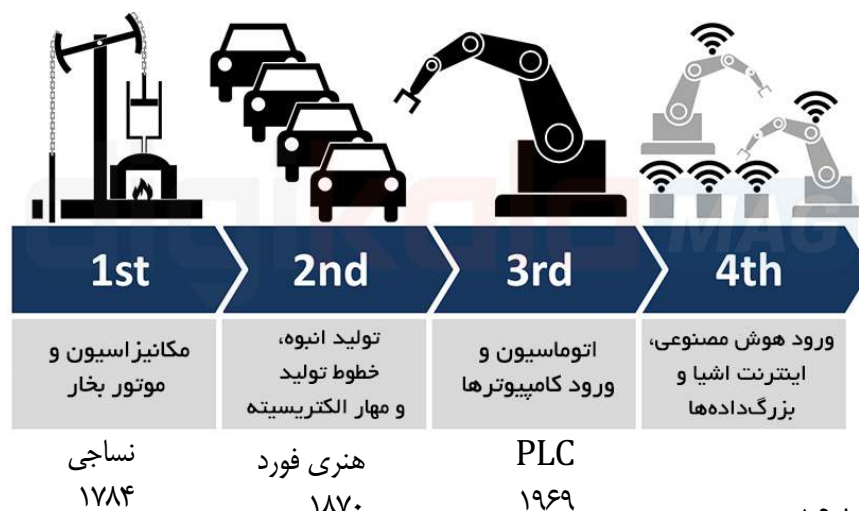 1st
2nd
3rd
4th
مکانیزاسیون و
موتور بخار
تولید انبوه،
خطوط تولید
و مهار الکتریسیته
اتوماسیون و
ورود کامپیوترها
ورود هوش مصنوعی،
اینترنت اشیا و
بزرگ‌داده‌ها
نساجی
۱۷۸۴
هنری فورد
۱۸۷۰
PLC
۱۹۶۹